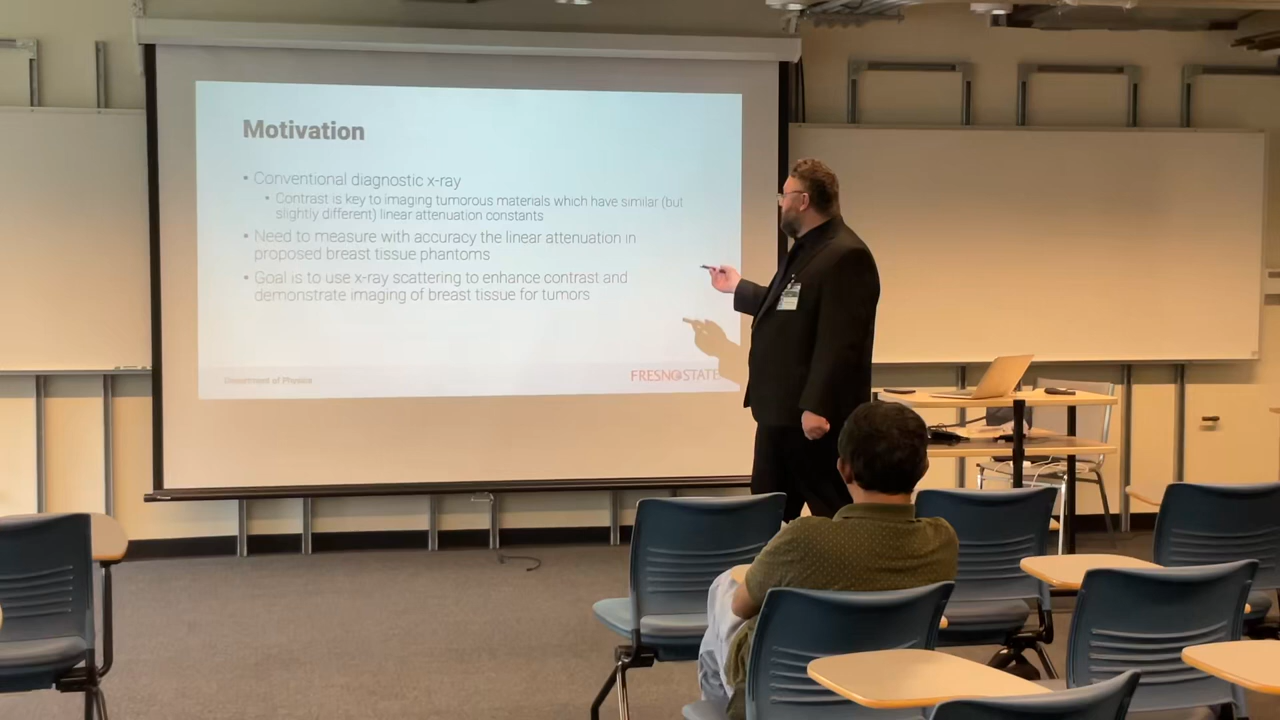 Motivation
• Conventional diagnostic x-ray
• Contrast is key to imaging tumorous materials which have similar (but
slightly different) linear attenuation constants
• Need to measure with accuracy the linear attenuation in
proposed breast tissue phantoms
• Goal is to use x-ray scattering to enhance contrast and
demonstrate imaging of breast tissue for tumors
Department of Physics
FRESNO STATE